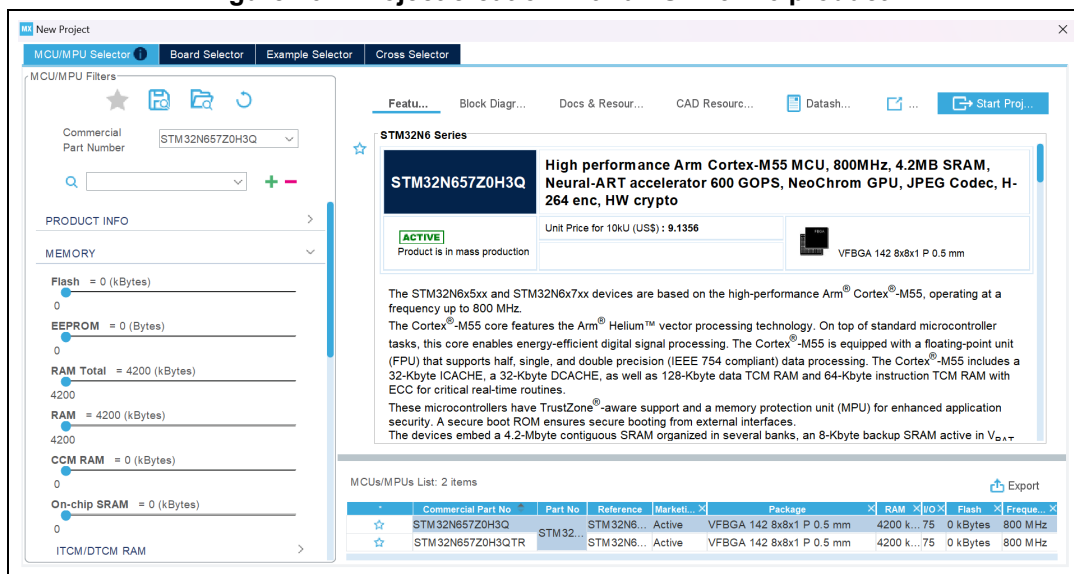 New Project
MCU/MPU Selector Board Selector Example Selector Cross Selector
MCU/MPU Filters
Commercial
Part Number
STM32N657Z0H3Q
PRODUCT INFO
MEMORY
Flash = 0 (kBytes)
0
EEPROM = 0 (Bytes)
0
RAM Total = 4200 (kBytes)
4200
RAM = 4200 (kBytes)
4200
CCM RAM = 0 (kBytes)
0
On-chip SRAM = 0 (kBytes)
0
ITCM/DTCM RAM
Featu... Block Diagr... Docs & Resour... CAD Resourc... Datash... ... Start Proj...
STM32N6 Series
STM32N657Z0H3Q
High performance Arm Cortex-M55 MCU, 800MHz, 4.2MB SRAM,
Neural-ART accelerator 600 GOPS, NeoChrom GPU, JPEG Codec, H-
264 enc, HW crypto
ACTIVE
Product is in mass production
Unit Price for 10kU (US$) : 9.1356
VFBGA 142 8x8x1 P 0.5 mm
The STM32N6x5xx and STM32N6x7xx devices are based on the high-performance Arm® Cortex®-M55, operating at a
frequency up to 800 MHz.
The Cortex®-M55 core features the Arm® Helium™ vector processing technology. On top of standard microcontroller
tasks, this core enables energy-efficient digital signal processing. The Cortex®-M55 is equipped with a floating-point unit
(FPU) that supports half, single, and double precision (IEEE 754 compliant) data processing. The Cortex®-M55 includes a
32-Kbyte ICACHE, a 32-Kbyte DCACHE, as well as 128-Kbyte data TCM RAM and 64-Kbyte instruction TCM RAM with
ECC for critical real-time routines.
These microcontrollers have TrustZone®-aware support and a memory protection unit (MPU) for enhanced application
security. A secure boot ROM ensures secure booting from external interfaces.
The devices embed a 4.2-Mbyte contiguous SRAM organized in several banks, an 8-Kbyte backup SRAM active in VBAT
MCUs/MPUs List: 2 items
Export
* Commercial Part No Part No Reference Marketi... Package RAM I/O Flash Freque...
STM32N657Z0H3Q STM32... STM32N6... Active VFBGA 142 8x8x1 P 0.5 mm 4200 k... 75 0 kBytes 800 MHz
STM32N657Z0H3QTR STM32N6... Active VFBGA 142 8x8x1 P 0.5 mm 4200 k... 75 0 kBytes 800 MHz